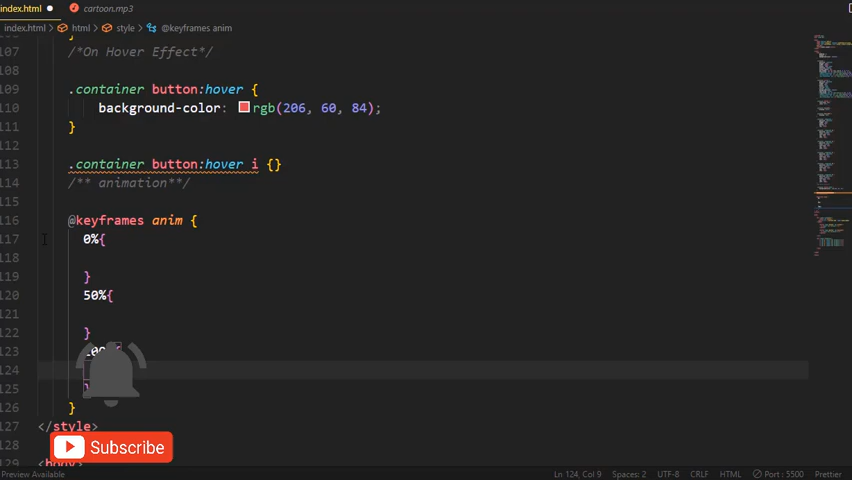 index.html ● cartoon.mp3
index.html > html > style > @keyframes anim
107 /*On Hover Effect*/
108
109 .container button:hover {
110 background-color: rgb(206, 60, 84);
111 }
112
113 .container button:hover i {}
114 /** animation**/
115
116 @keyframes anim {
117 0%{
118
119 }
120 50%{
121
122 }
123
124
125 }
126 }
127 </style>
128
129 <body>
Subscribe
Preview Available Ln 124, Col 9 Spaces: 2 UTF-8 CRLF HTML Port : 5500 Prettier